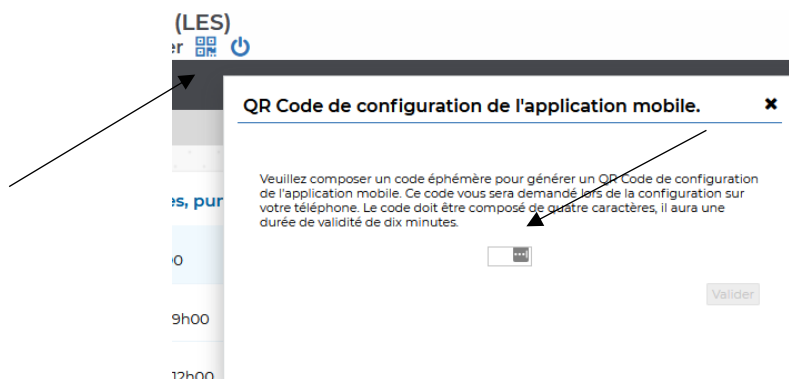 (LES)
er
QR Code de configuration de l'application mobile.
Veuillez composer un code éphémère pour générer un QR Code de configuration
de l'application mobile. Ce code vous sera demandé lors de la configuration sur
votre téléphone. Le code doit être composé de quatre caractères, il aura une
durée de validité de dix minutes.
es, pur
00
Valider
9h00
12h00